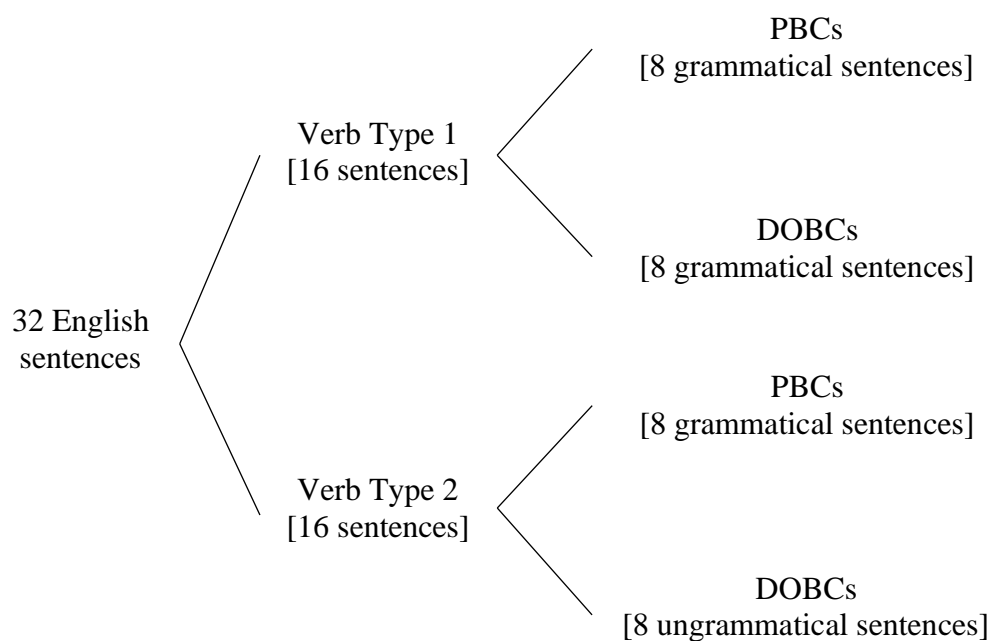 PBCs
[8 grammatical sentences]
Verb Type 1
[16 sentences]
DOBCs
[8 grammatical sentences]
32 English
sentences
PBCs
[8 grammatical sentences]
Verb Type 2
[16 sentences]
DOBCs
[8 ungrammatical sentences]